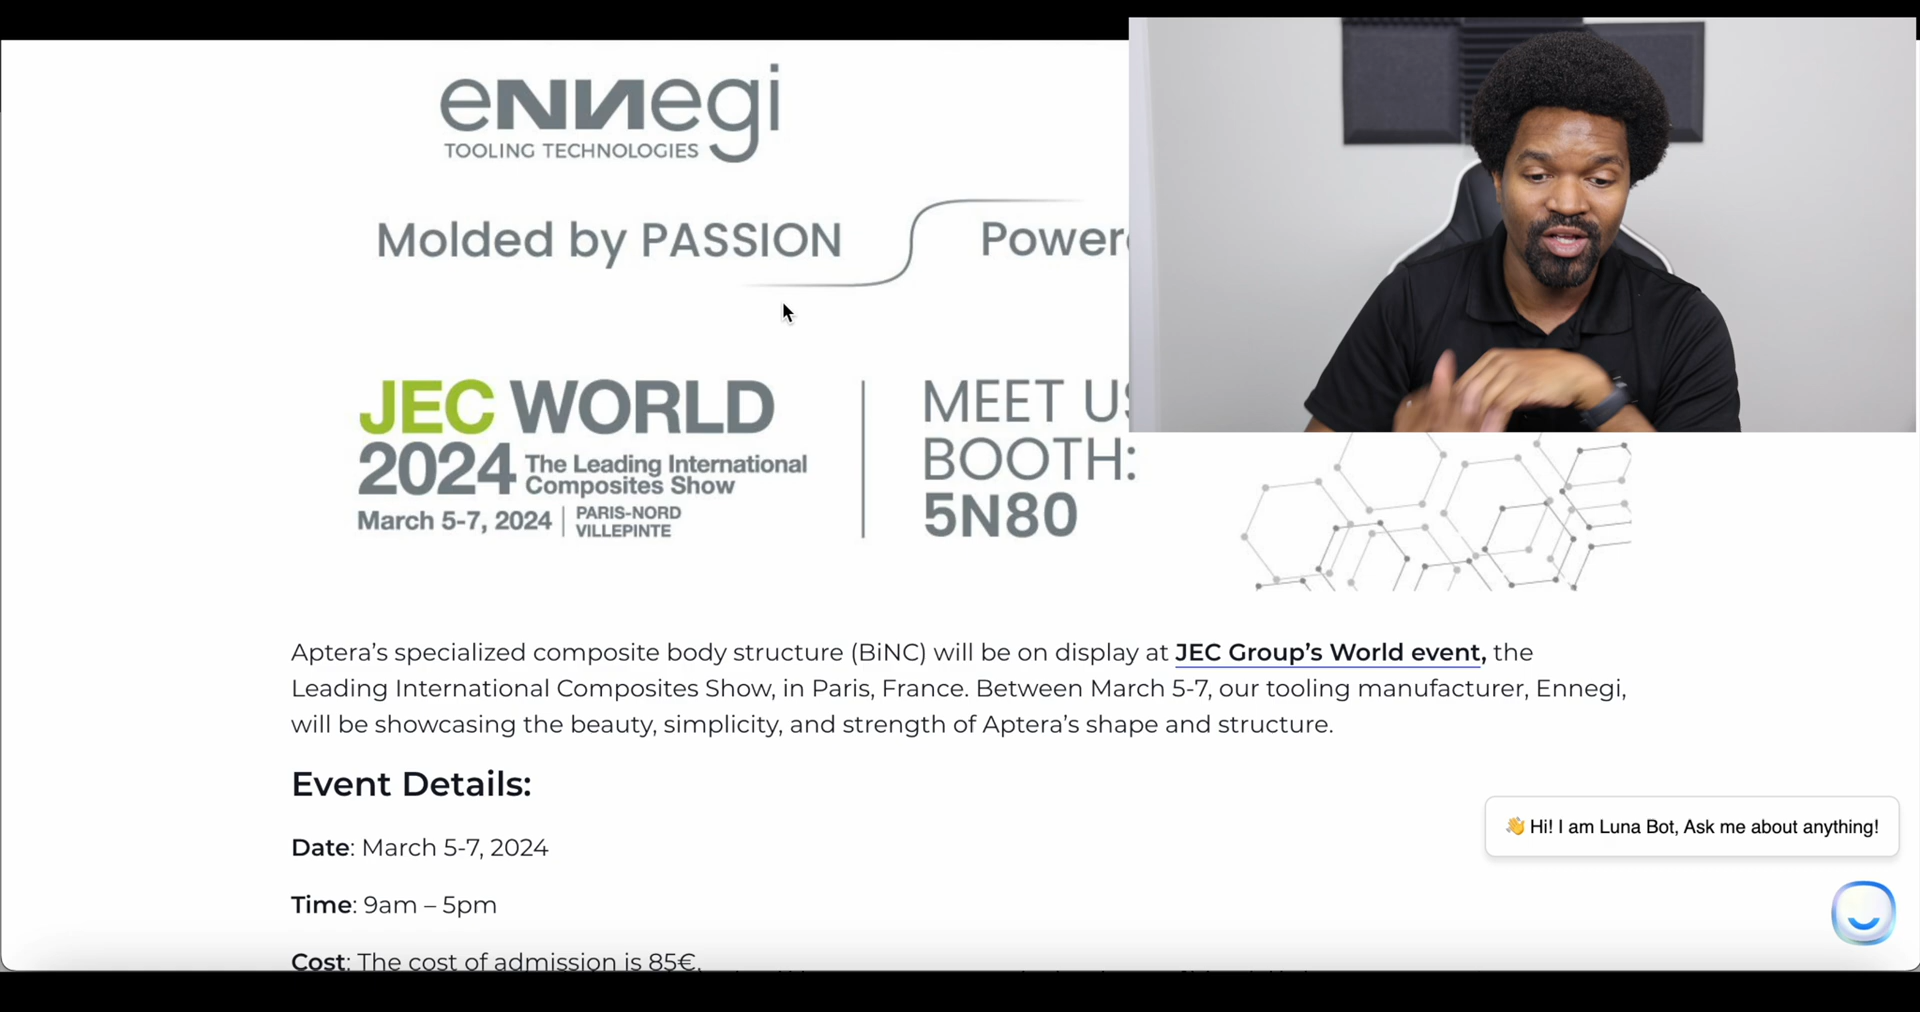 eNNegi
TOOLING TECHNOLOGIES
Molded by PASSION
JEC WORLD
2024 The Leading International
Composites Show
March 5-7, 2024 | PARIS-NORD
VILLEPINTE
MEET
BOOTH:
5N80
Aptera’s specialized composite body structure (BiNC) will be on display at JEC Group’s World event, the
Leading International Composites Show, in Paris, France. Between March 5-7, our tooling manufacturer, Ennegi,
will be showcasing the beauty, simplicity, and strength of Aptera’s shape and structure.
Event Details:
Date: March 5-7, 2024
Time: 9am – 5pm
Cost: The cost of admission is 85€.
👋 Hi! I am Luna Bot, Ask me about anything!